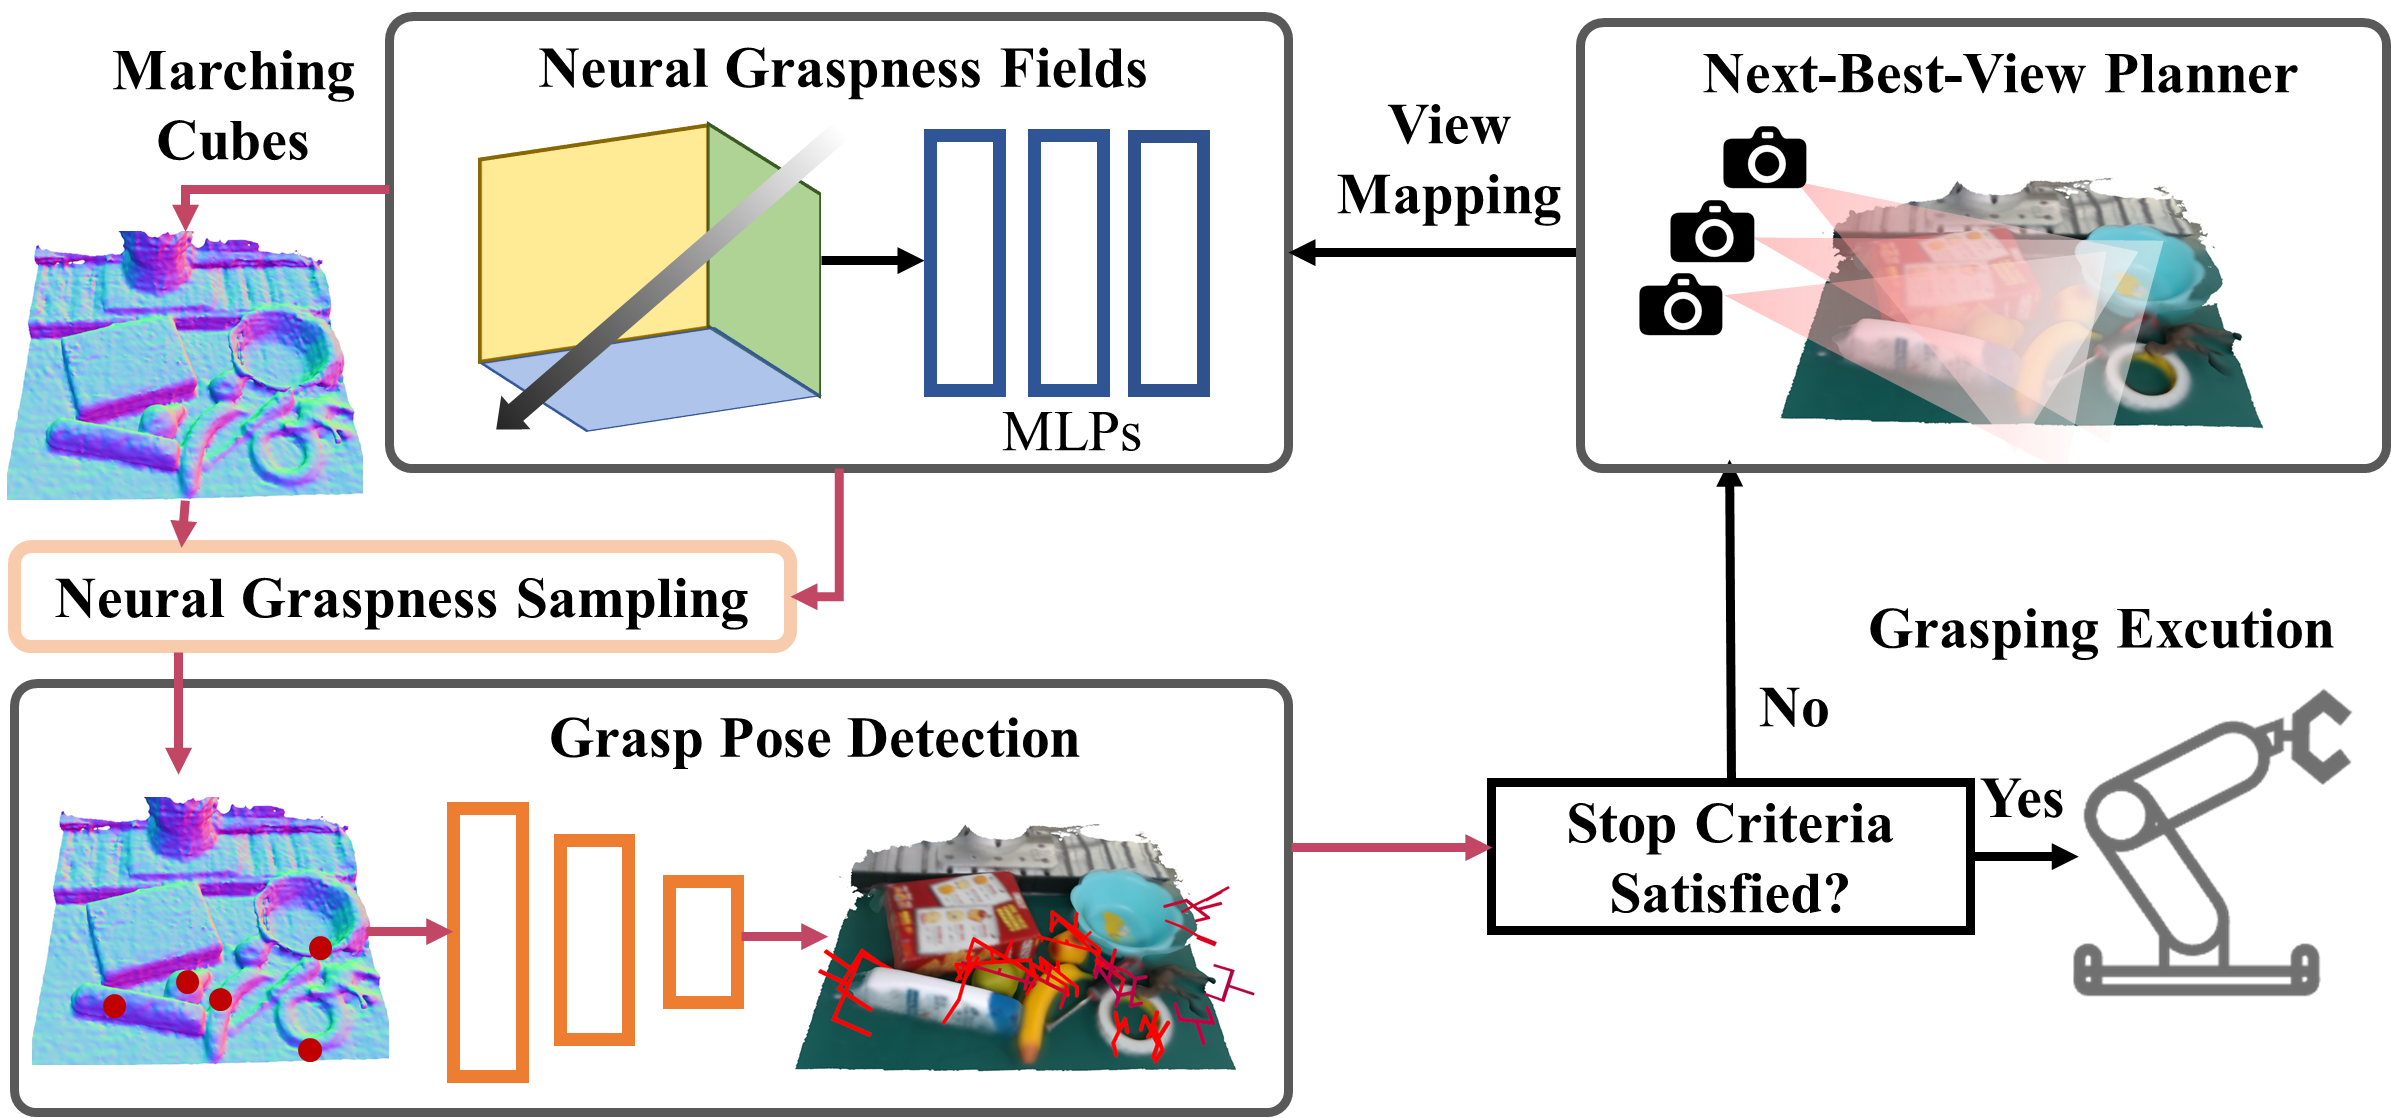 Marching
Cubes
Neural Graspness Fields
MLPs
View
Mapping
Next-Best-View Planner
Neural Graspness Sampling
Grasp Pose Detection
Stop Criteria
Satisfied?
No
Yes
Grasping Excution